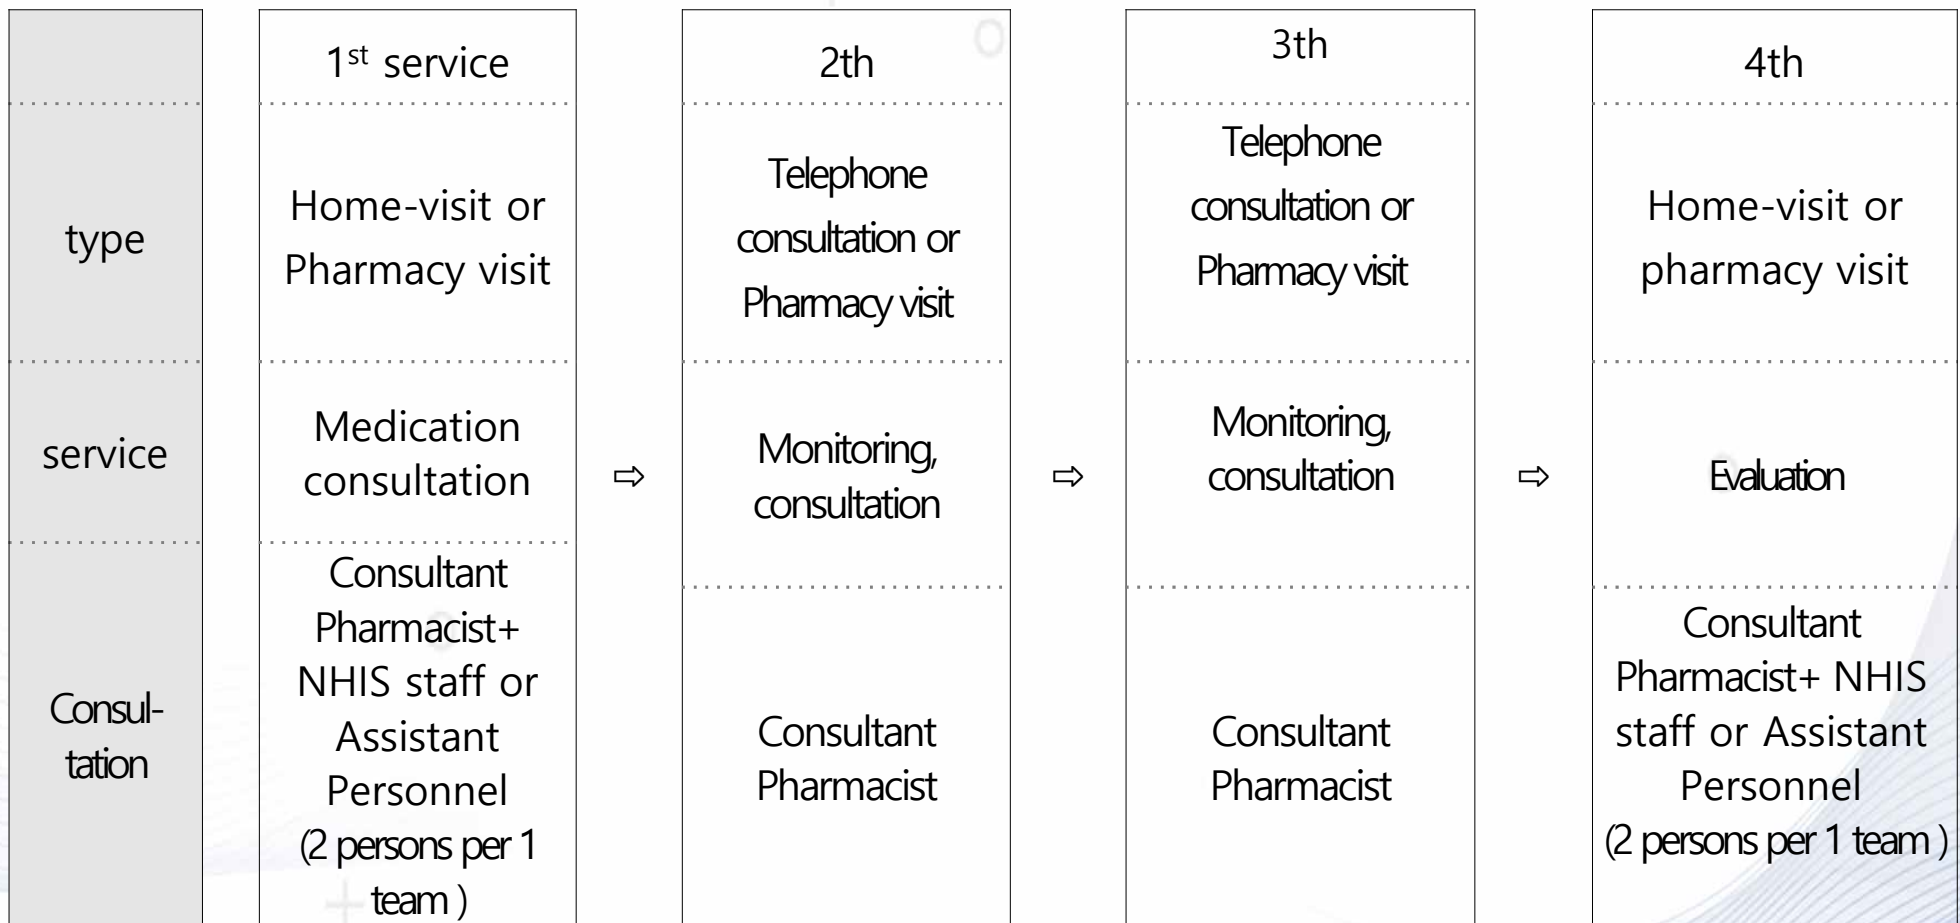 1st service
2th
3th
4th
type
Home-visit or
Pharmacy visit
Telephone
consultation or
Pharmacy visit
Telephone
consultation or
Pharmacy visit
Home-visit or
pharmacy visit
service
Medication
consultation
⇨
Monitoring,
consultation
⇨
Monitoring,
consultation
⇨
Evaluation
Consul-
tation
Consultant
Pharmacist+
NHIS staff or
Assistant
Personnel
(2 persons per 1
team )
Consultant
Pharmacist
Consultant
Pharmacist
Consultant
Pharmacist+ NHIS
staff or Assistant
Personnel
(2 persons per 1 team )